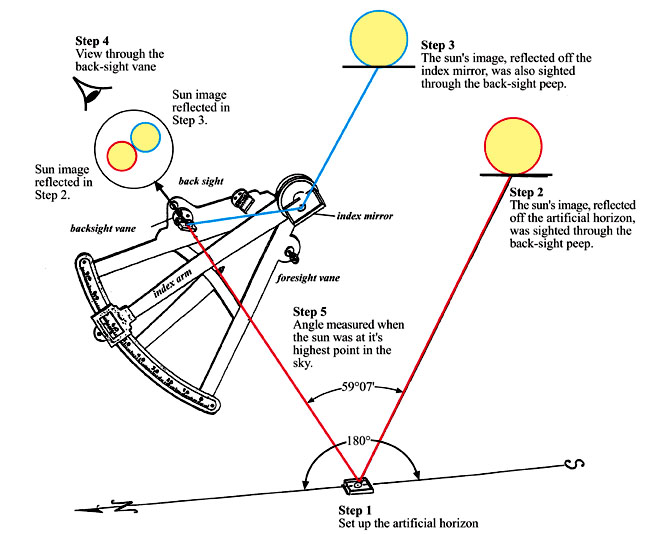 Step 4
View through the
back-sight vane
Step 3
The sun's image, reflected off the
index mirror, was also sighted
through the back-sight peep.
Sun image
reflected in
Step 3.
Sun image
reflected in
Step 2.
back sight
Step 2
The sun's image, reflected
off the artificial horizon,
was sighted through the
back-sight peep.
index mirror
backsight vane
foresight vane
index arm
Step 5
Angle measured when
the sun was at it's
highest point in the
sky.
59°07'
180°
S
N
Step 1
Set up the artificial horizon